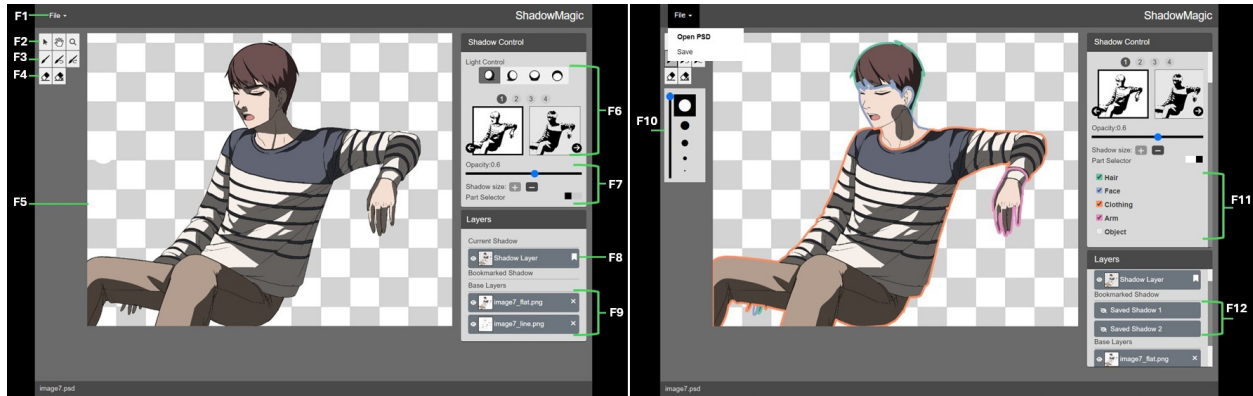 F1
File
ShadowMagic
F2
F3
F4
F5
Shadow Control
Light Control
1 2 3 4
F6
Opacity:0.6
Shadow size: + −
Part Selector
F7
Layers
Current Shadow
Shadow Layer
F8
Bookmarked Shadow
Base Layers
image7_flat.png ×
image7_line.png ×
F9
image7.psd
File
ShadowMagic
Open PSD
Save
F10
Shadow Control
1 2 3 4
Opacity:0.6
Shadow size: + −
Part Selector
Hair
Face
Clothing
Arm
Object
F11
Layers
Shadow Layer
Bookmarked Shadow
Saved Shadow 1
Saved Shadow 2
F12
Base Layers
image7_flat.png ×
image7.psd